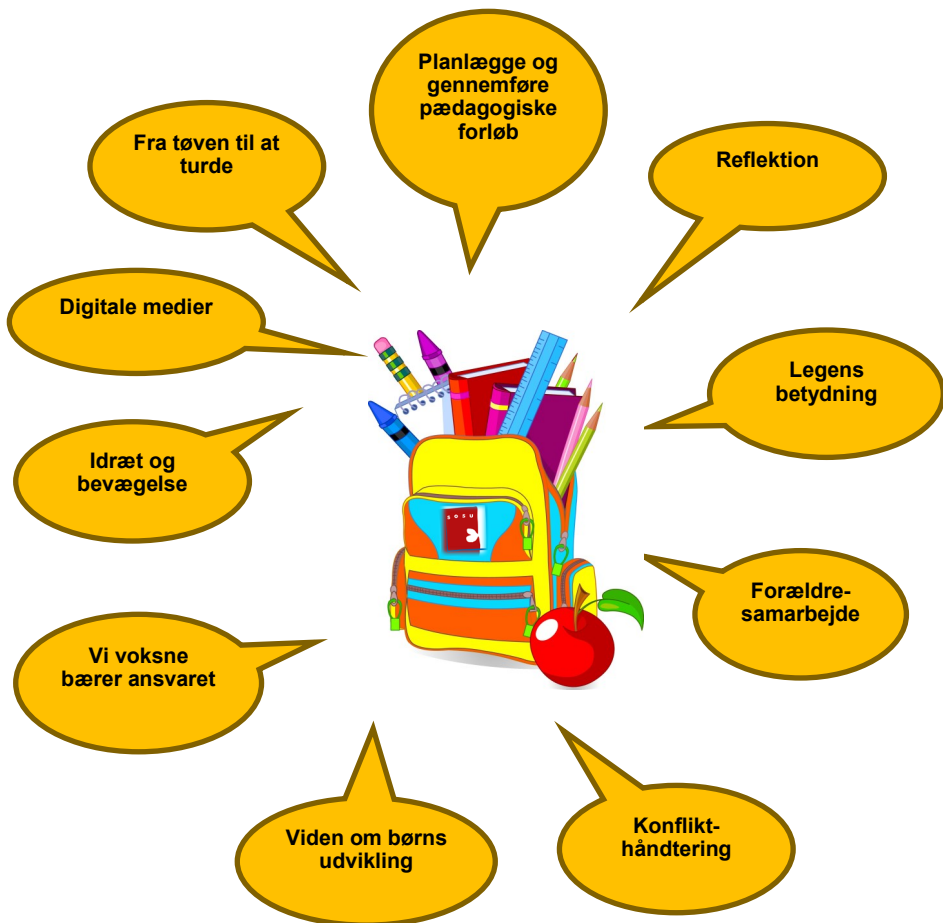 Planlægge og
gennemføre
pædagogiske
forløb
Fra tøven til at
turde
Reflektion
Digitale medier
Legens
betydning
Idræt og
bevægelse
sosu
Forældre-
samarbejde
Vi voksne
bærer ansvaret
Viden om børns
udvikling
Konflikt-
håndtering